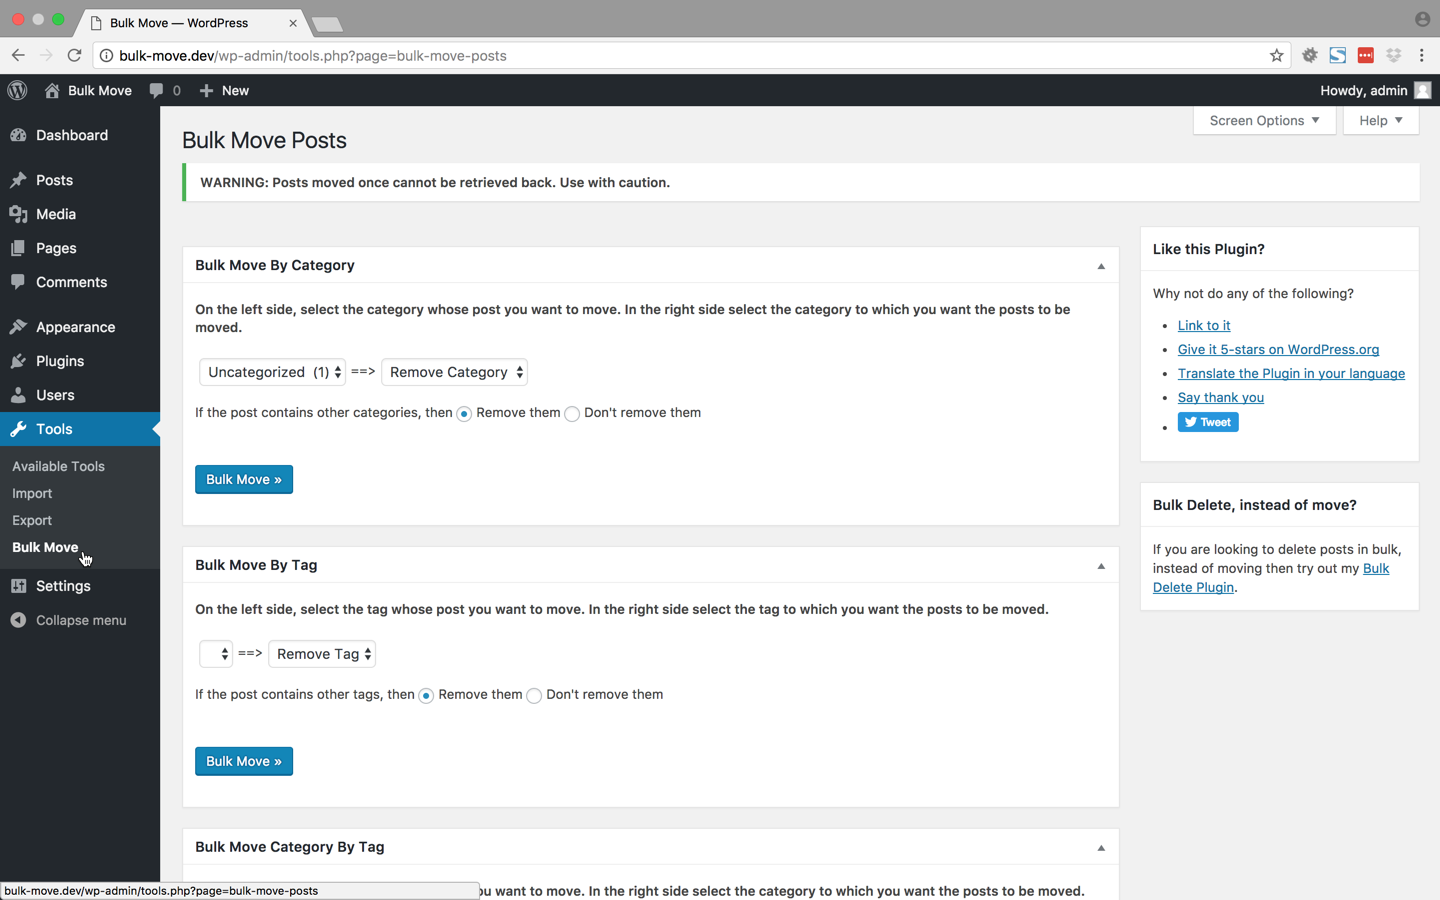 Bulk Move — WordPress
bulk-move.dev/wp-admin/tools.php?page=bulk-move-posts
Bulk Move
0
New
Howdy, admin
Dashboard
Posts
Media
Pages
Comments
Appearance
Plugins
Users
Tools
Available Tools
Import
Export
Bulk Move
Settings
Collapse menu
Screen Options
Help
Bulk Move Posts
WARNING: Posts moved once cannot be retrieved back. Use with caution.
Bulk Move By Category
On the left side, select the category whose post you want to move. In the right side select the category to which you want the posts to be
moved.
Uncategorized (1) ==> Remove Category
If the post contains other categories, then Remove them Don't remove them
Bulk Move »
Bulk Move By Tag
On the left side, select the tag whose post you want to move. In the right side select the tag to which you want the posts to be moved.
==> Remove Tag
If the post contains other tags, then Remove them Don't remove them
Bulk Move »
Bulk Move Category By Tag
u want to move. In the right side select the category to which you want the posts to be moved.
Like this Plugin?
Why not do any of the following?
Link to it
Give it 5-stars on WordPress.org
Translate the Plugin in your language
Say thank you
Tweet
Bulk Delete, instead of move?
If you are looking to delete posts in bulk,
instead of moving then try out my Bulk
Delete Plugin.
bulk-move.dev/wp-admin/tools.php?page=bulk-move-posts